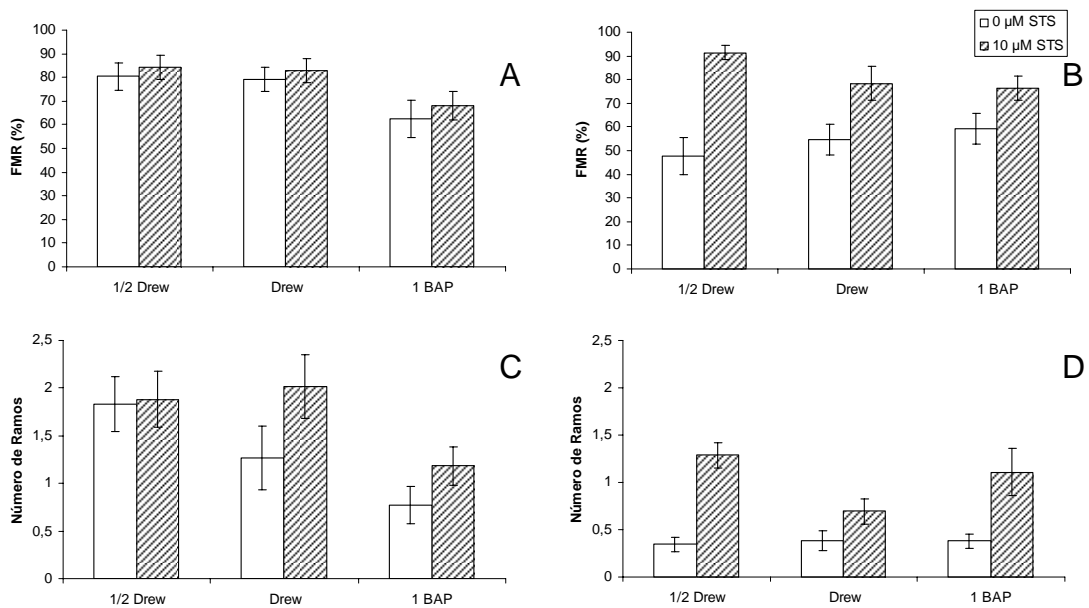 A
FMR (%)
100
90
80
70
60
50
40
30
20
10
0
1/2 Drew Drew 1 BAP
0 µM STS
10 µM STS
B
FMR (%)
100
90
80
70
60
50
40
30
20
10
0
1/2 Drew Drew 1 BAP
C
Número de Ramos
2,5
2
1,5
1
0,5
0
1/2 Drew Drew 1 BAP
D
Número de Ramos
2,5
2
1,5
1
0,5
0
1/2 Drew Drew 1 BAP